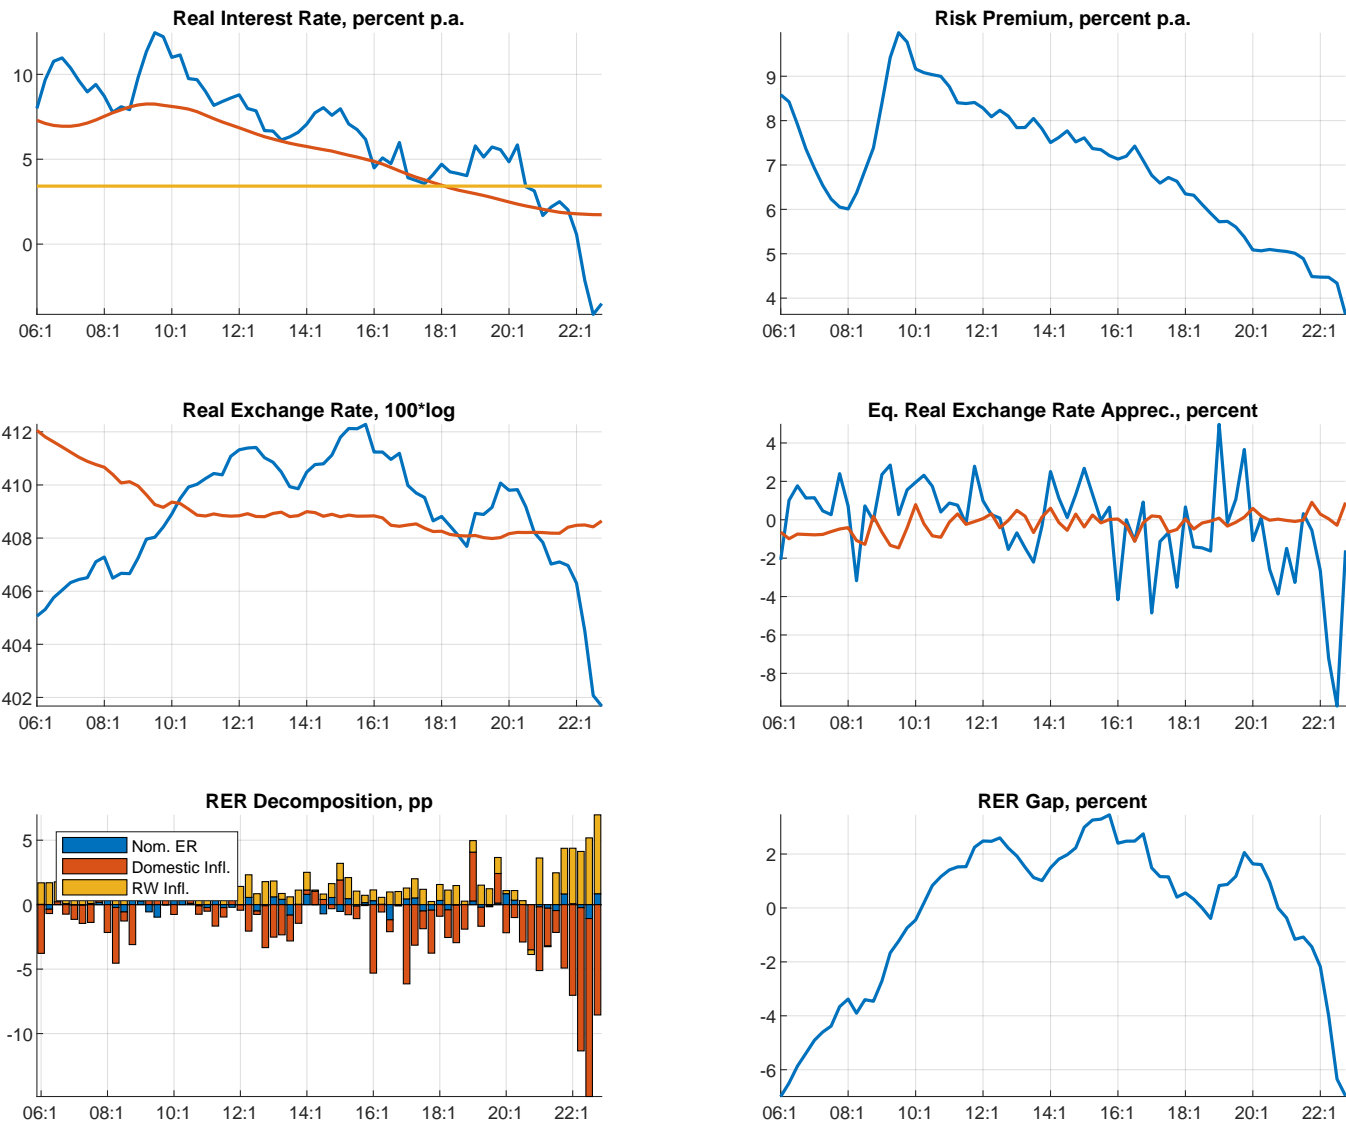 Real Interest Rate, percent p.a.
10
5
0
06:1 08:1 10:1 12:1 14:1 16:1 18:1 20:1 22:1
Risk Premium, percent p.a.
9
8
7
6
5
4
06:1 08:1 10:1 12:1 14:1 16:1 18:1 20:1 22:1
Real Exchange Rate, 100*log
412
410
408
406
404
402
06:1 08:1 10:1 12:1 14:1 16:1 18:1 20:1 22:1
Eq. Real Exchange Rate Apprec., percent
4
2
0
-2
-4
-6
-8
06:1 08:1 10:1 12:1 14:1 16:1 18:1 20:1 22:1
RER Decomposition, pp
5
0
-5
-10
Nom. ER
Domestic Infl.
RW Infl.
06:1 08:1 10:1 12:1 14:1 16:1 18:1 20:1 22:1
RER Gap, percent
2
0
-2
-4
-6
06:1 08:1 10:1 12:1 14:1 16:1 18:1 20:1 22:1